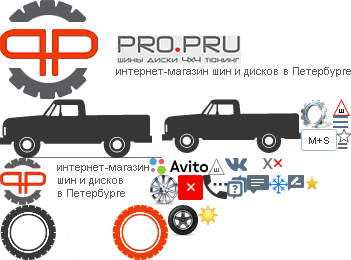 PRO.PRU
шины диски 4x4 тюнинг
интернет-магазин шин и дисков в Петербурге
M+S
интернет-магазин
шин и дисков
в Петербурге
Avito